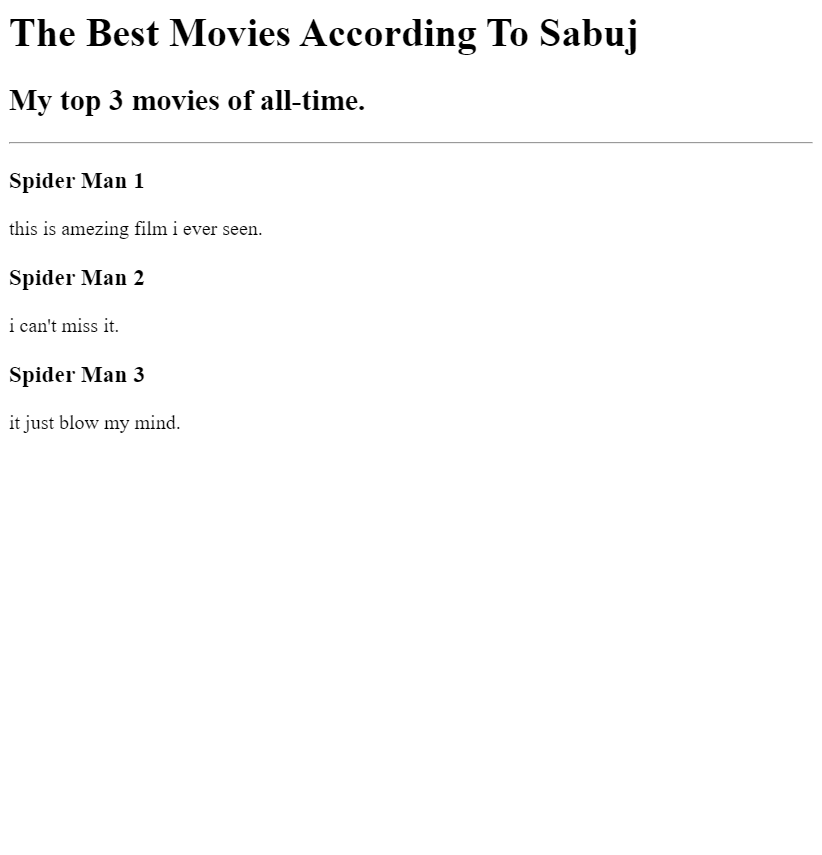 The Best Movies According To Sabuj
My top 3 movies of all-time.
Spider Man 1
this is amezing film i ever seen.
Spider Man 2
i can't miss it.
Spider Man 3
it just blow my mind.